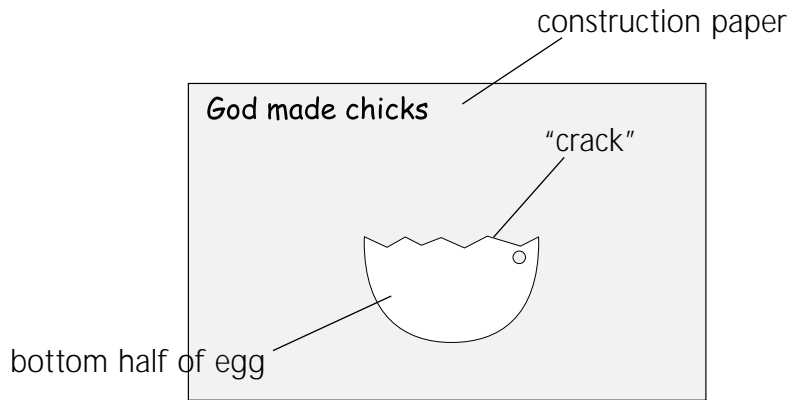 construction paper
God made chicks
“crack”
bottom half of egg